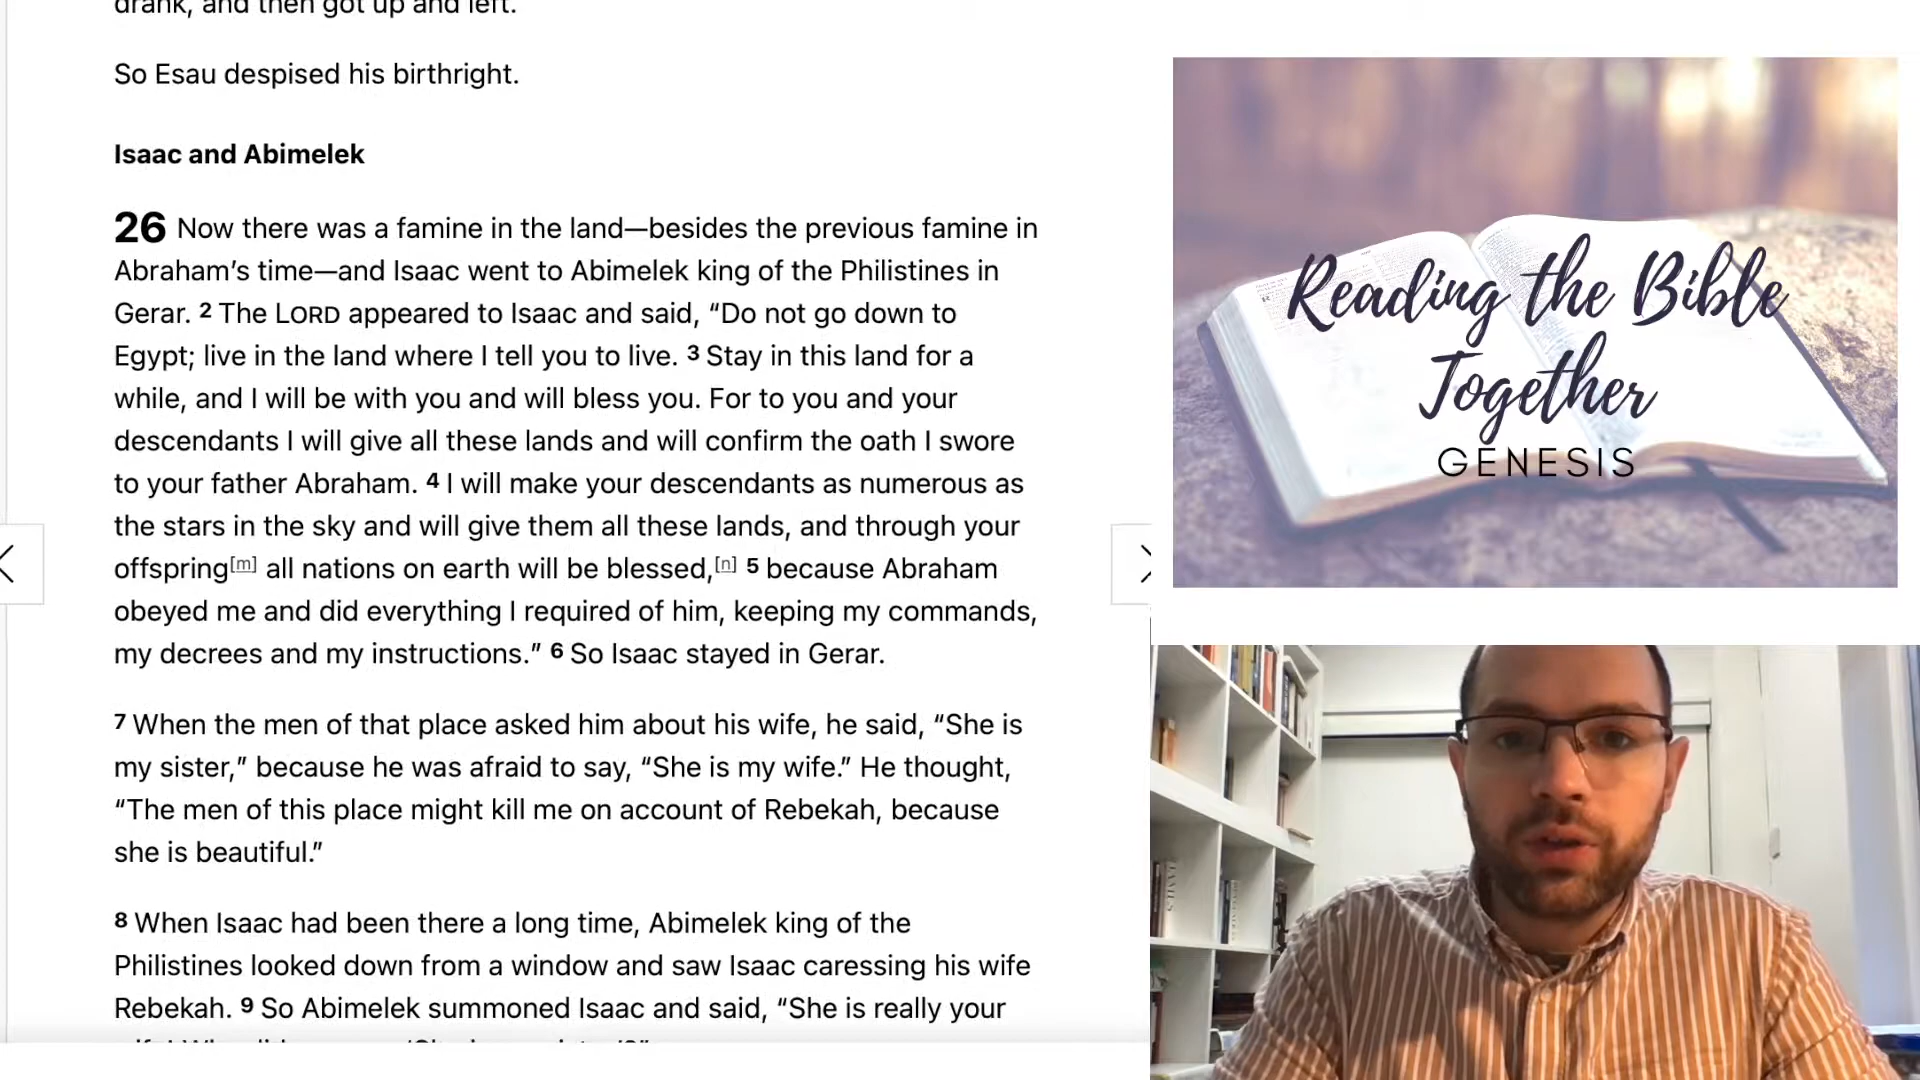 drank, and then got up and left.
So Esau despised his birthright.
Isaac and Abimelek
26 Now there was a famine in the land—besides the previous famine in
Abraham’s time—and Isaac went to Abimelek king of the Philistines in
Gerar. 2 The LORD appeared to Isaac and said, “Do not go down to
Egypt; live in the land where I tell you to live. 3 Stay in this land for a
while, and I will be with you and will bless you. For to you and your
descendants I will give all these lands and will confirm the oath I swore
to your father Abraham. 4 I will make your descendants as numerous as
the stars in the sky and will give them all these lands, and through your
offspring[m] all nations on earth will be blessed,[n] 5 because Abraham
obeyed me and did everything I required of him, keeping my commands,
my decrees and my instructions.” 6 So Isaac stayed in Gerar.
7 When the men of that place asked him about his wife, he said, “She is
my sister,” because he was afraid to say, “She is my wife.” He thought,
“The men of this place might kill me on account of Rebekah, because
she is beautiful.”
8 When Isaac had been there a long time, Abimelek king of the
Philistines looked down from a window and saw Isaac caressing his wife
Rebekah. 9 So Abimelek summoned Isaac and said, “She is really your
Reading the Bible
Together
GENESIS